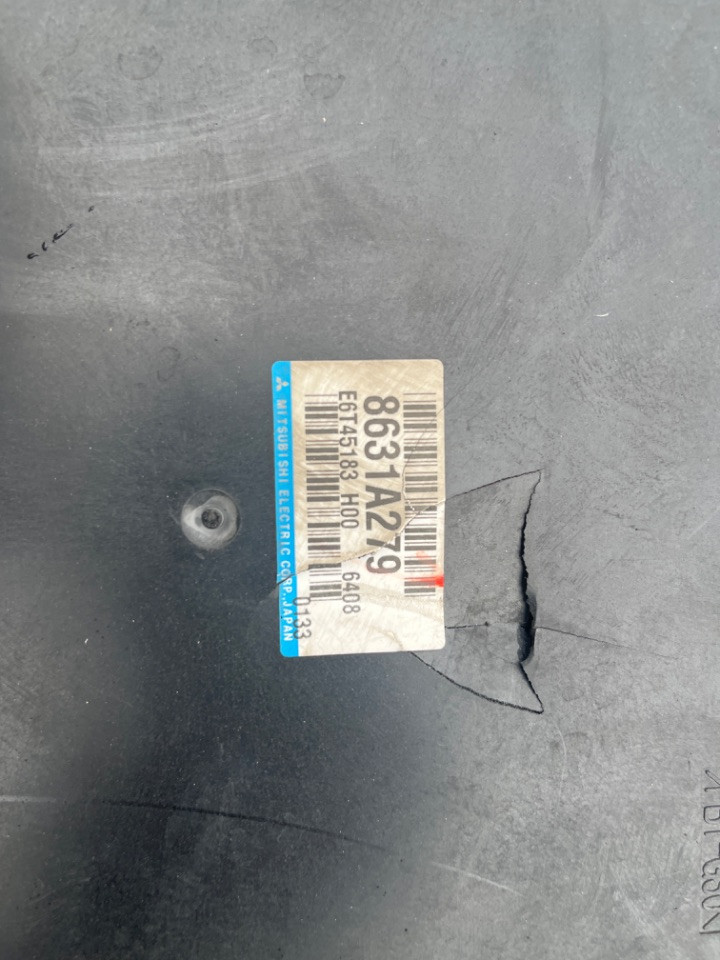 8631A279
E6T45183 H00 6408
0133
MITSUBISHI ELECTRIC CORP.,JAPAN